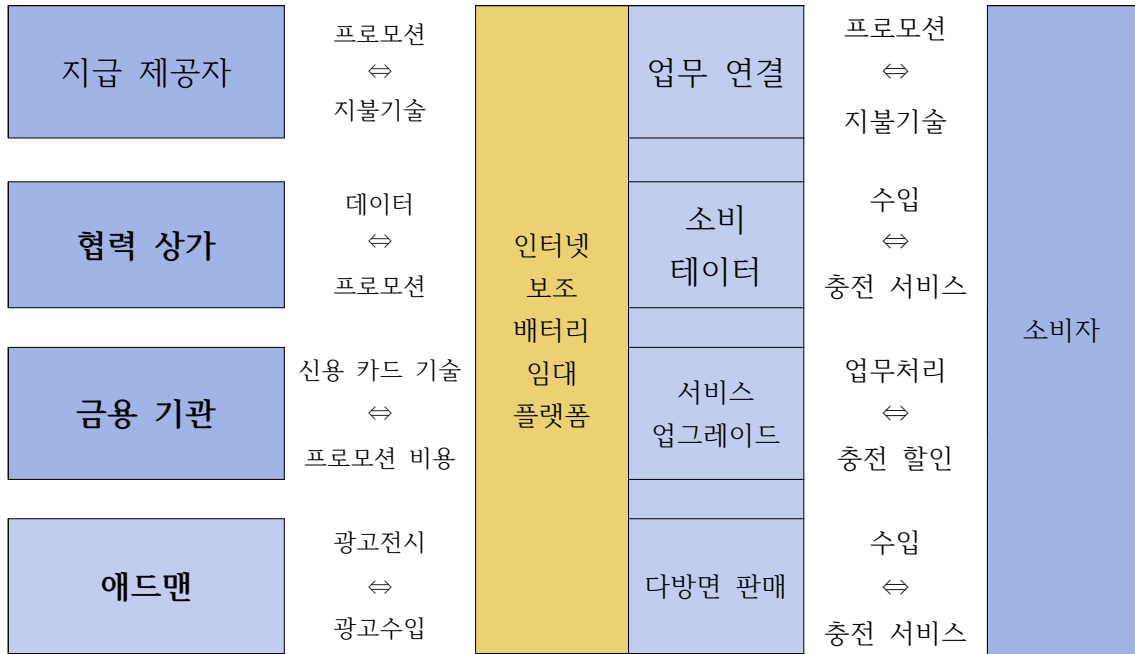 지급 제공자
프로모션
⇔
지불기술
업무 연결
프로모션
⇔
지불기술
협력 상가
데이터
⇔
프로모션
소비
테이터
수입
⇔
충전 서비스
인터넷
보조
배터리
임대
플랫폼
소비자
금용 기관
신용 카드 기술
⇔
프로모션 비용
서비스
업그레이드
업무처리
⇔
충전 할인
애드맨
광고전시
⇔
광고수입
다방면 판매
수입
⇔
충전 서비스